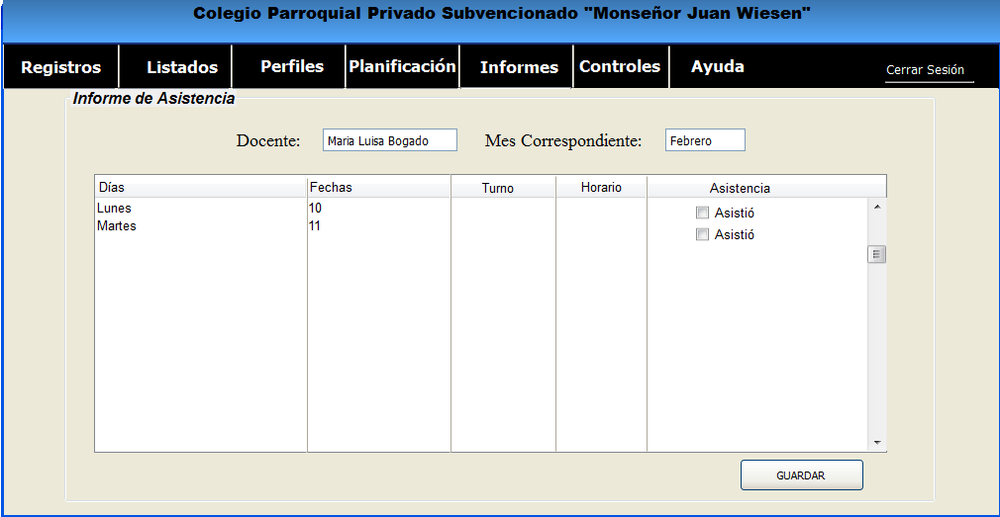 Colegio Parroquial Privado Subvencionado "Monseñor Juan Wiesen"
Registros Listados Perfiles Planificación Informes Controles Ayuda Cerrar Sesión
Informe de Asistencia
Docente: Maria Luisa Bogado Mes Correspondiente: Febrero
Días Fechas Turno Horario Asistencia
Lunes 10 Asistió
Martes 11 Asistió
GUARDAR